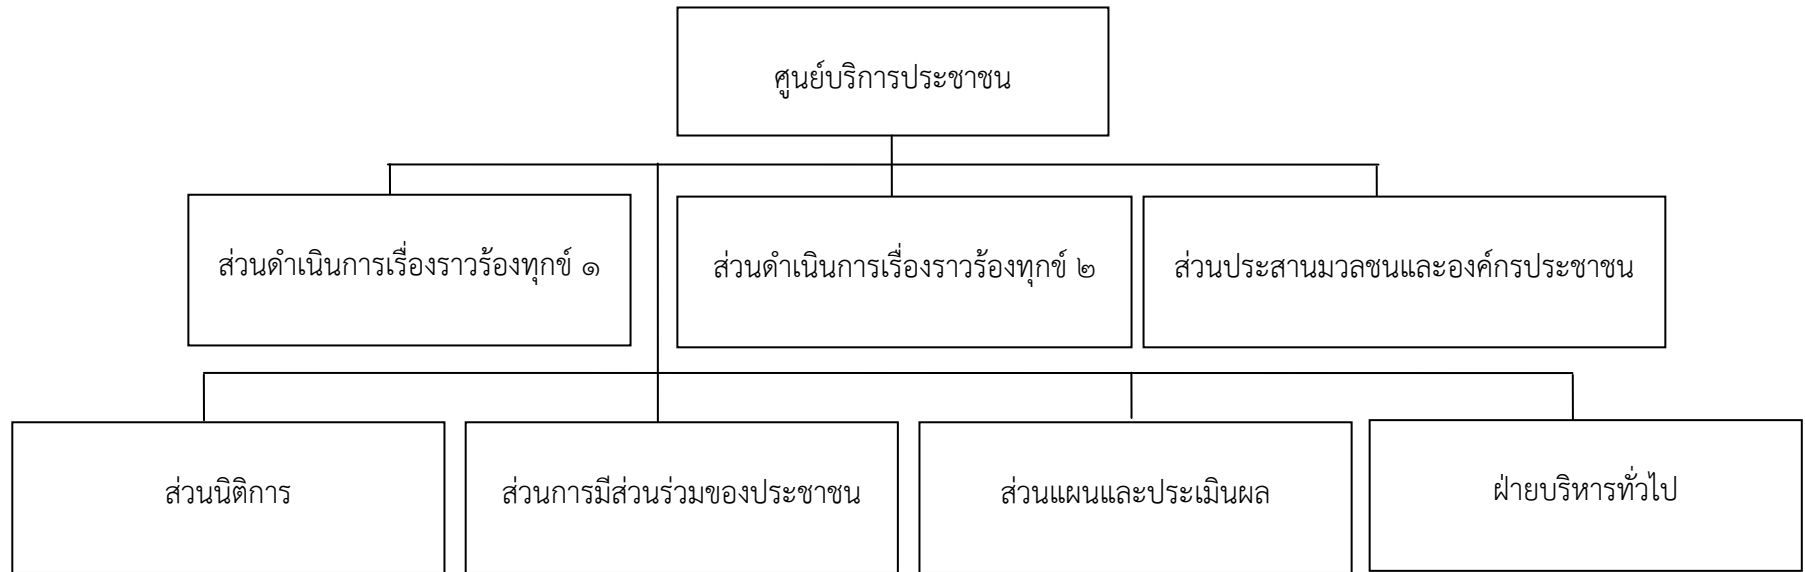 ศูนย์บริการประชาชน
ส่วนดำเนินการเรื่องราวร้องทุกข์ ๑
ส่วนดำเนินการเรื่องราวร้องทุกข์ ๒
ส่วนประสานมวลชนและองค์กรประชาชน
ส่วนนิติการ
ส่วนการมีส่วนร่วมของประชาชน
ส่วนแผนและประเมินผล
ฝ่ายบริหารทั่วไป